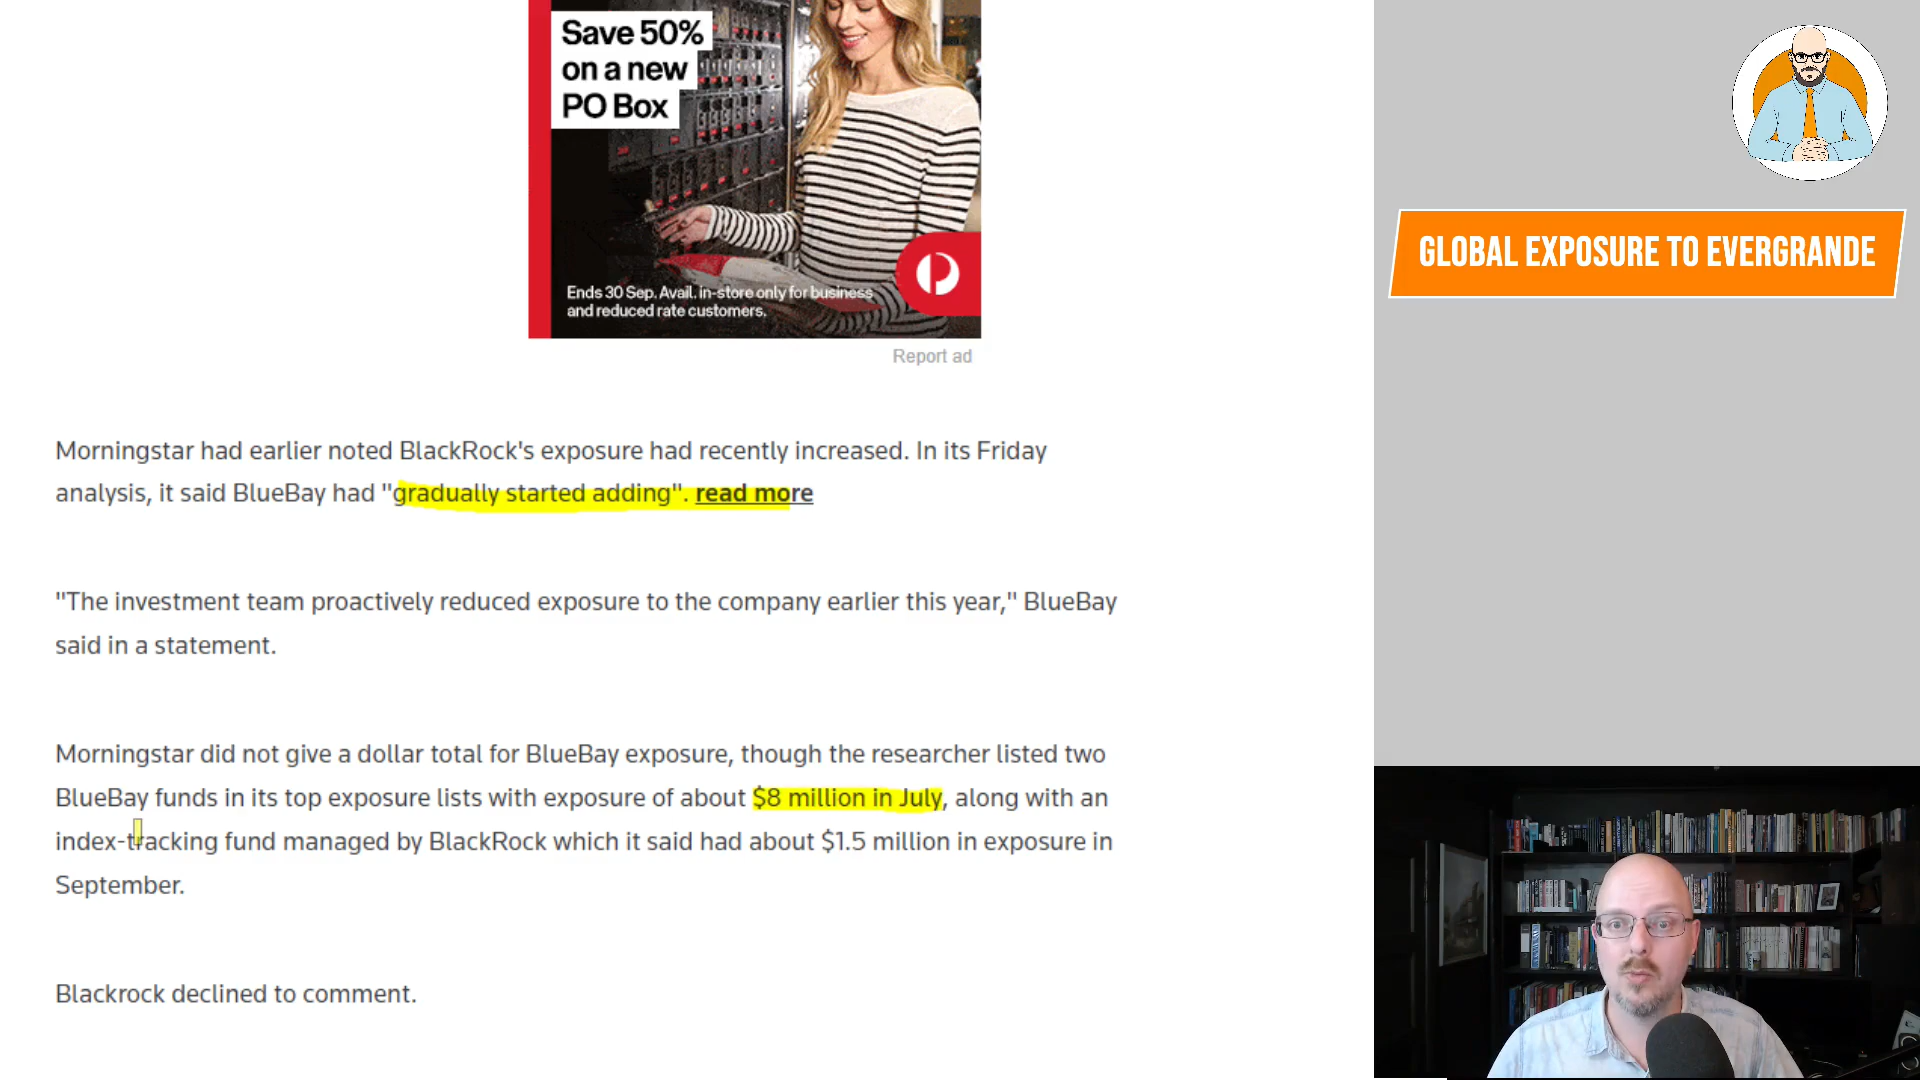 Save 50%
on a new
PO Box
Ends 30 Sep. Avail. in-store only for business
and reduced rate customers.
Report ad
GLOBAL EXPOSURE TO EVERGRANDE
Morningstar had earlier noted BlackRock's exposure had recently increased. In its Friday
analysis, it said BlueBay had "gradually started adding". read more
"The investment team proactively reduced exposure to the company earlier this year," BlueBay
said in a statement.
Morningstar did not give a dollar total for BlueBay exposure, though the researcher listed two
BlueBay funds in its top exposure lists with exposure of about $8 million in July, along with an
index-tracking fund managed by BlackRock which it said had about $1.5 million in exposure in
September.
Blackrock declined to comment.